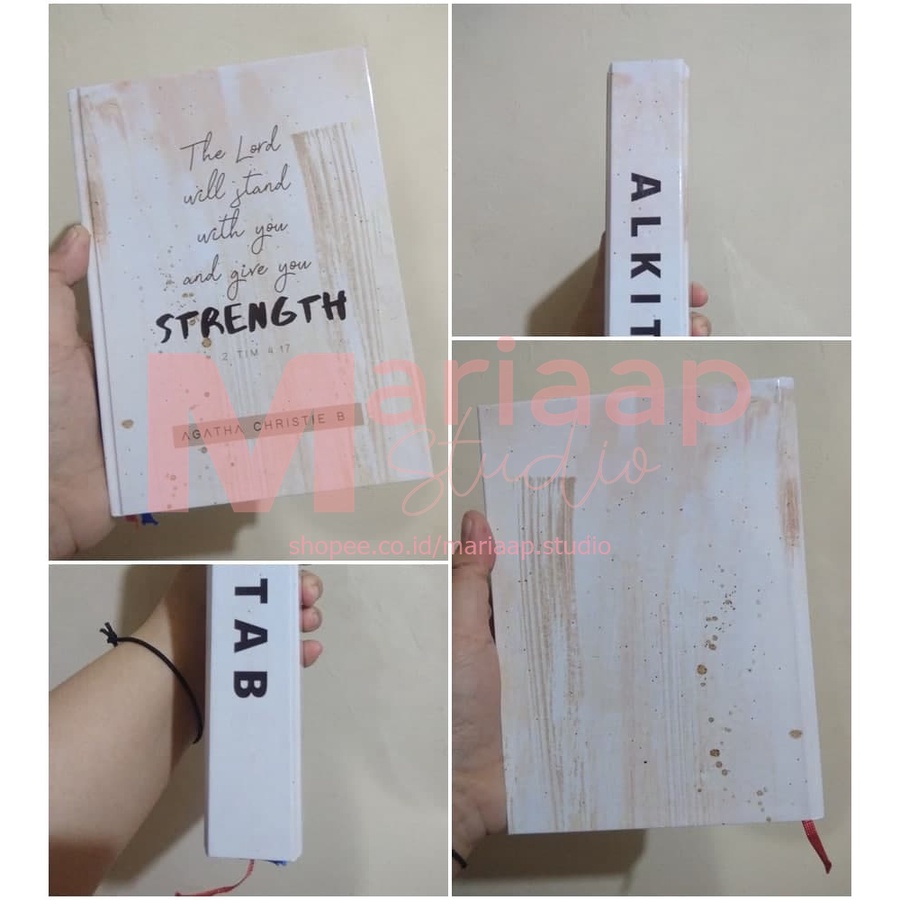 The Lord
will stand
with you
and give you
STRENGTH
2 TIM 4:17
AGATHA CHRISTIE B
ALKIT
TAB
Mariaap
studio
shopee.co.id/mariaap.studio